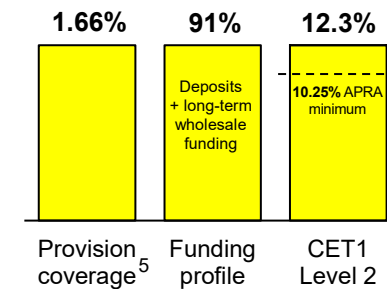 1.66%
91%
12.3%
Deposits
+ long-term
wholesale
funding
10.25% APRA
minimum
Provision
coverage5
Funding
profile
CET1
Level 2